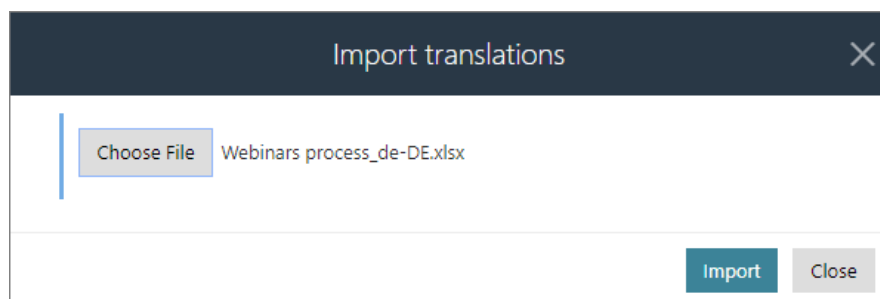 Import translations
Choose File Webinars process_de-DE.xlsx
Import Close